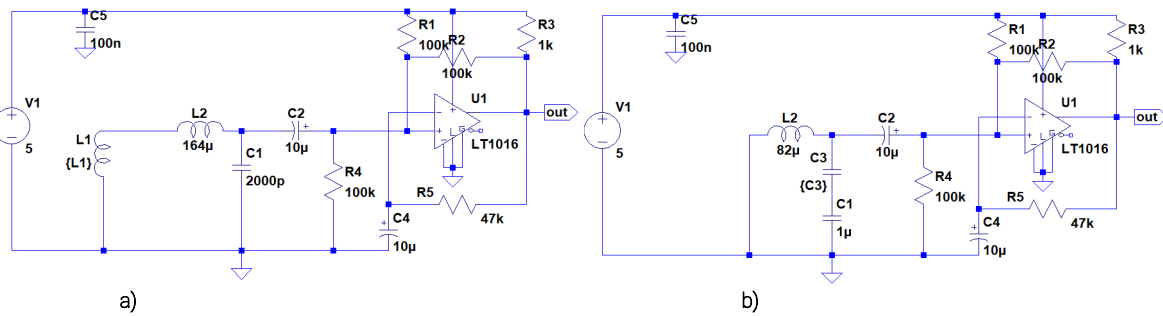 C5
100n
R1
100k
R2
100k
R3
1k
V1
5
L1
{L1}
L2
164µ
C1
2000p
C2
10µ
R4
100k
U1
LT1016
out
R5
47k
C4
10µ
a)
C5
100n
R1
100k
R2
100k
R3
1k
V1
5
L2
82µ
C3
{C3}
C1
1µ
C2
10µ
R4
100k
U1
LT1016
out
R5
47k
C4
10µ
b)